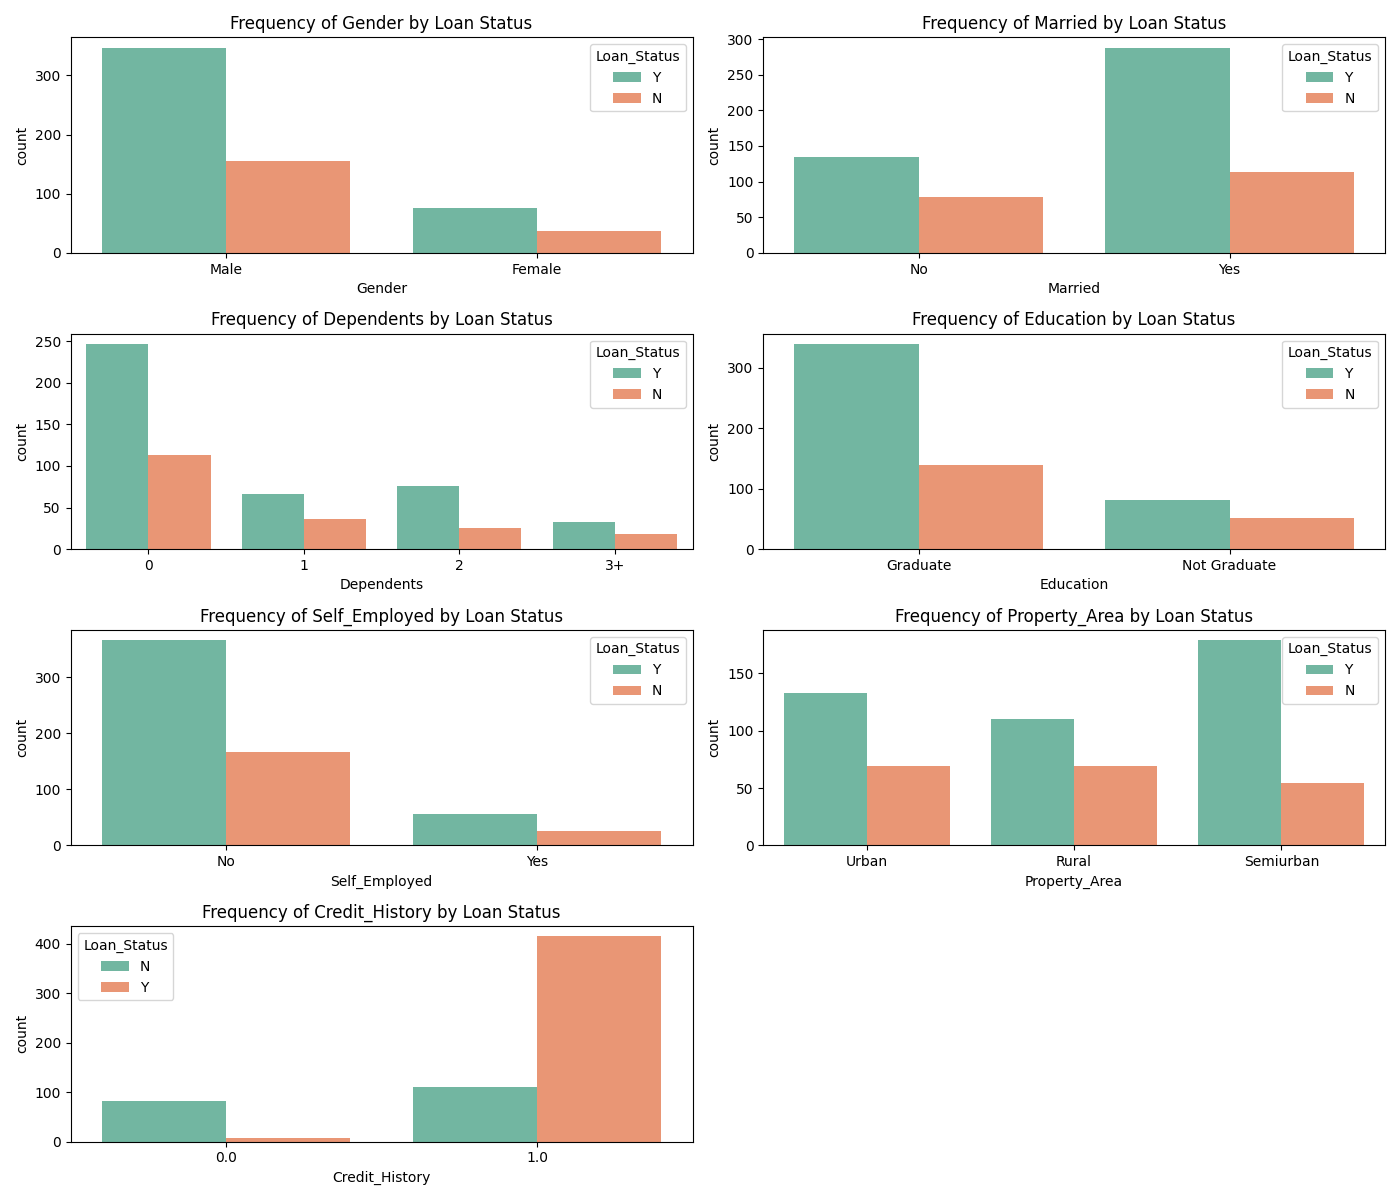 Frequency of Gender by Loan Status
Loan_Status
Y
N
300
200
100
0
count
Male Female
Gender
Frequency of Married by Loan Status
Loan_Status
Y
N
300
250
200
150
100
50
0
count
No Yes
Married
Frequency of Dependents by Loan Status
Loan_Status
Y
N
250
200
150
100
50
0
count
0 1 2 3+
Dependents
Frequency of Education by Loan Status
Loan_Status
Y
N
300
200
100
0
count
Graduate Not Graduate
Education
Frequency of Self_Employed by Loan Status
Loan_Status
Y
N
300
200
100
0
count
No Yes
Self_Employed
Frequency of Property_Area by Loan Status
Loan_Status
Y
N
150
100
50
0
count
Urban Rural Semiurban
Property_Area
Frequency of Credit_History by Loan Status
Loan_Status
N
Y
400
300
200
100
0
count
0.0 1.0
Credit_History